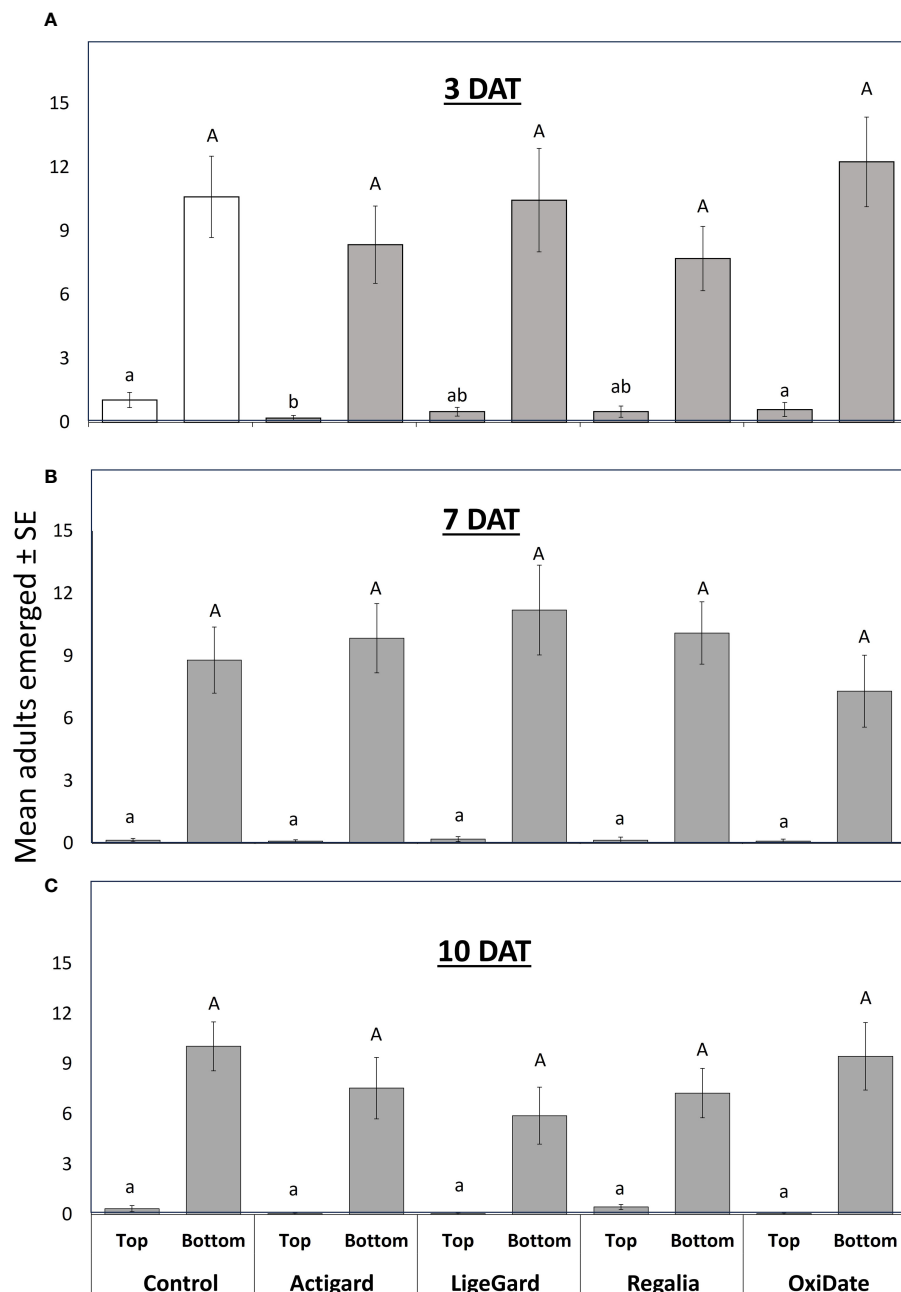 A
3 DAT
15
12
9
6
3
0
a
A
b
A
ab
A
ab
A
a
A
B
7 DAT
15
12
9
6
3
0
a
A
a
A
a
A
a
A
a
A
Mean adults emerged ± SE
C
10 DAT
15
12
9
6
3
0
a
A
a
A
a
A
a
A
a
A
Top Bottom Top Bottom Top Bottom Top Bottom Top Bottom
Control Actigard LigeGard Regalia OxiDate